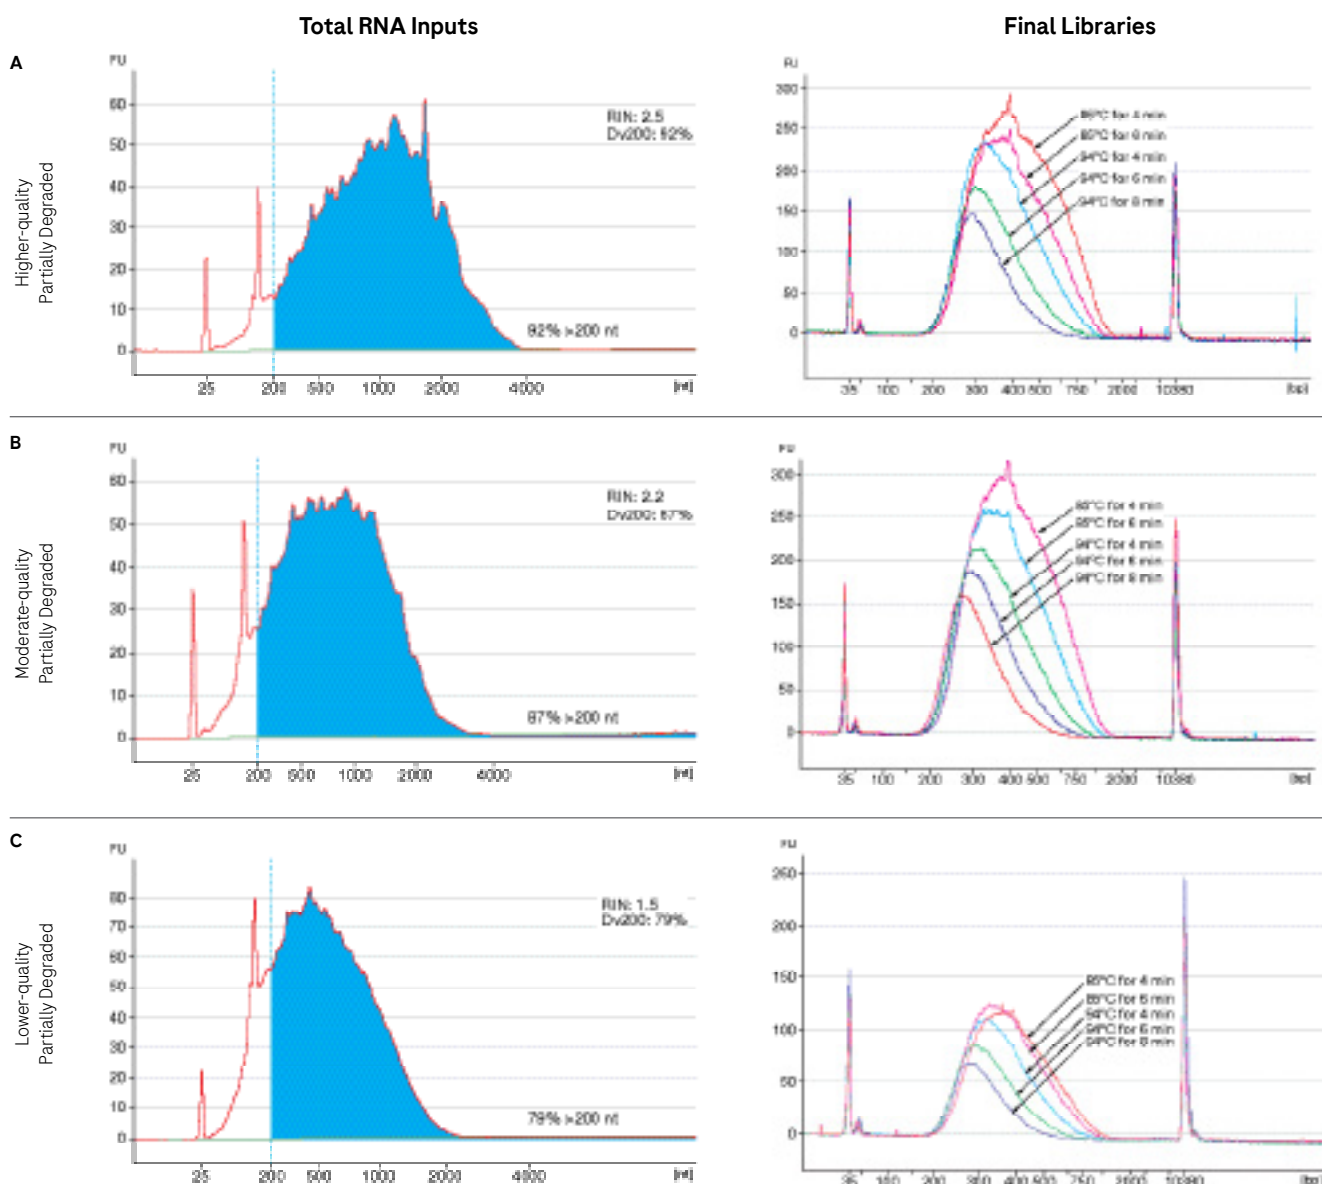 Total RNA Inputs
Final Libraries
A
Higher-quality
Partially Degraded
FU
60
50
40
30
20
10
0
25
200
500
1000
2000
4000
[nt]
RIN: 2.5
Dv200: 92%
92% >200 nt
FU
300
250
200
150
100
50
0
35
100
200
300
400
500
750
2000
10380
[bp]
85°C for 4 min
85°C for 6 min
94°C for 4 min
94°C for 6 min
94°C for 8 min
B
Moderate-quality
Partially Degraded
FU
60
50
40
30
20
10
0
25
200
500
1000
2000
4000
[nt]
RIN: 2.2
Dv200: 87%
87% >200 nt
FU
300
250
200
150
100
50
0
35
100
200
300
400
500
750
2000
10380
[bp]
85°C for 4 min
85°C for 6 min
94°C for 4 min
94°C for 6 min
94°C for 8 min
C
Lower-quality
Partially Degraded
FU
80
70
60
50
40
30
20
10
0
25
200
500
1000
2000
4000
[nt]
RIN: 1.5
Dv200: 79%
79% >200 nt
FU
250
200
150
100
50
0
35
100
200
300
400
500
750
2000
10380
[bp]
85°C for 4 min
85°C for 6 min
94°C for 4 min
94°C for 6 min
94°C for 8 min